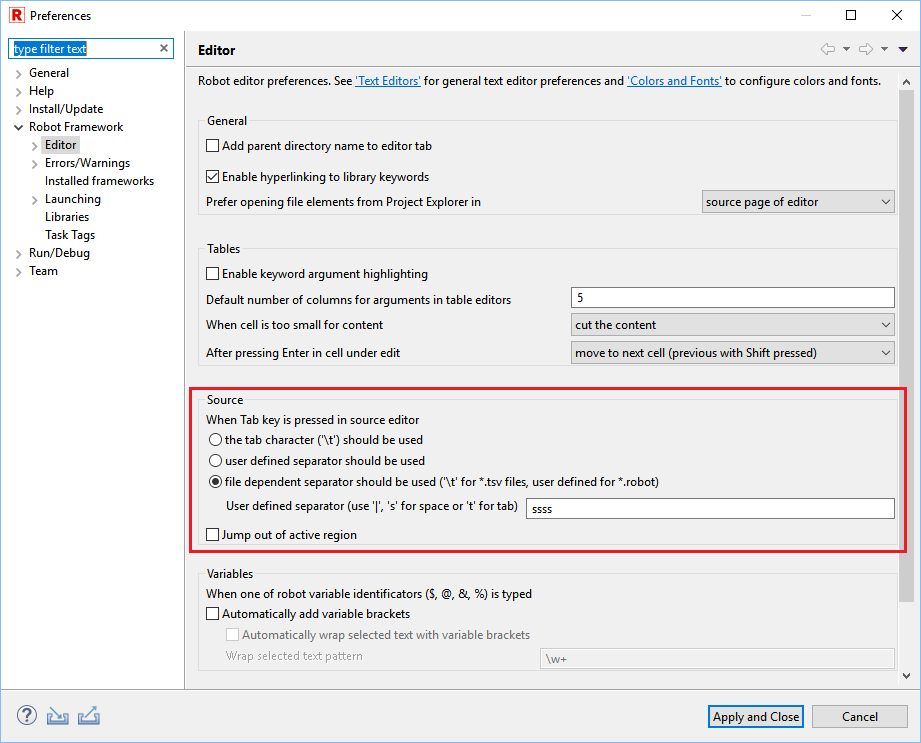 R Preferences
type filter text
General
Help
Install/Update
Robot Framework
Editor
Errors/Warnings
Installed frameworks
Launching
Libraries
Task Tags
Run/Debug
Team
Editor
Robot editor preferences. See 'Text Editors' for general text editor preferences and 'Colors and Fonts' to configure colors and fonts.
General
Add parent directory name to editor tab
Enable hyperlinking to library keywords
Prefer opening file elements from Project Explorer in source page of editor
Tables
Enable keyword argument highlighting
Default number of columns for arguments in table editors 5
When cell is too small for content cut the content
After pressing Enter in cell under edit move to next cell (previous with Shift pressed)
Source
When Tab key is pressed in source editor
the tab character ('\t') should be used
user defined separator should be used
file dependent separator should be used ('\t' for *.tsv files, user defined for *.robot)
User defined separator (use '|', 's' for space or 't' for tab) ssss
Jump out of active region
Variables
When one of robot variable identificators ($, @, &, %) is typed
Automatically add variable brackets
Automatically wrap selected text with variable brackets
Wrap selected text pattern \w+
? Apply and Close Cancel